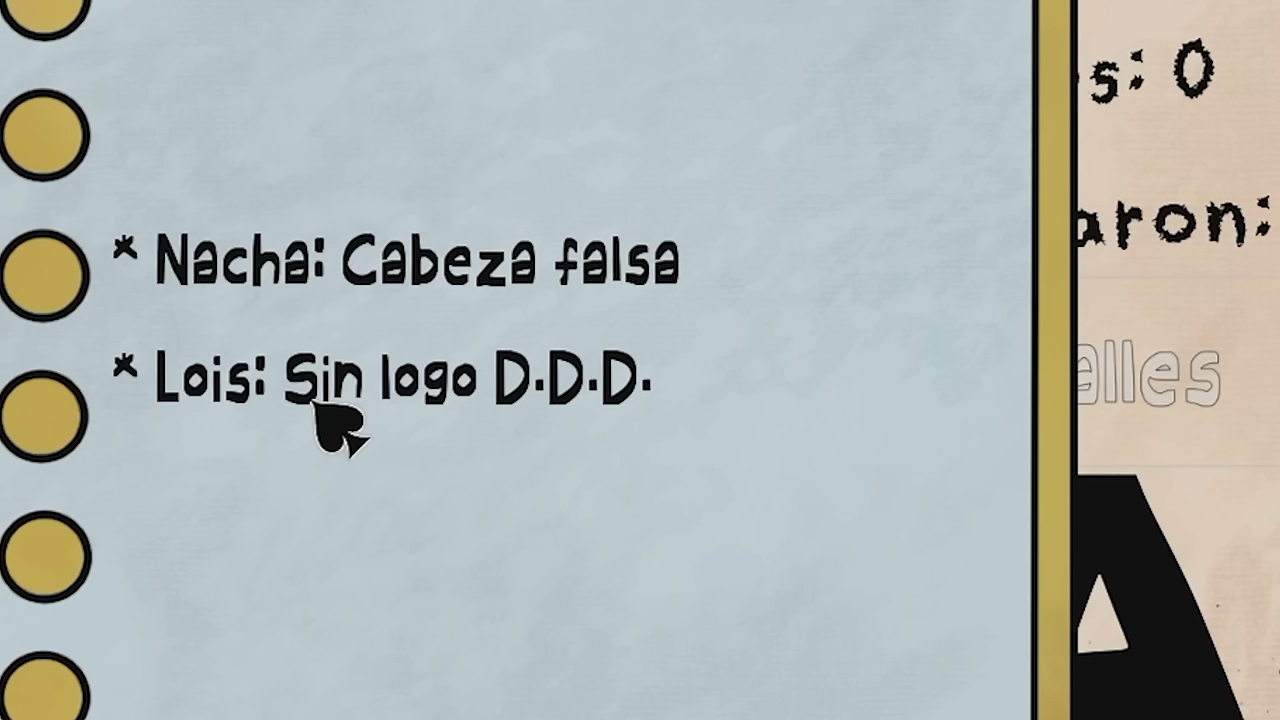 s: 0
aron:
* Nacha: Cabeza falsa
* Lois: Sin logo D.D.D.
alles
A